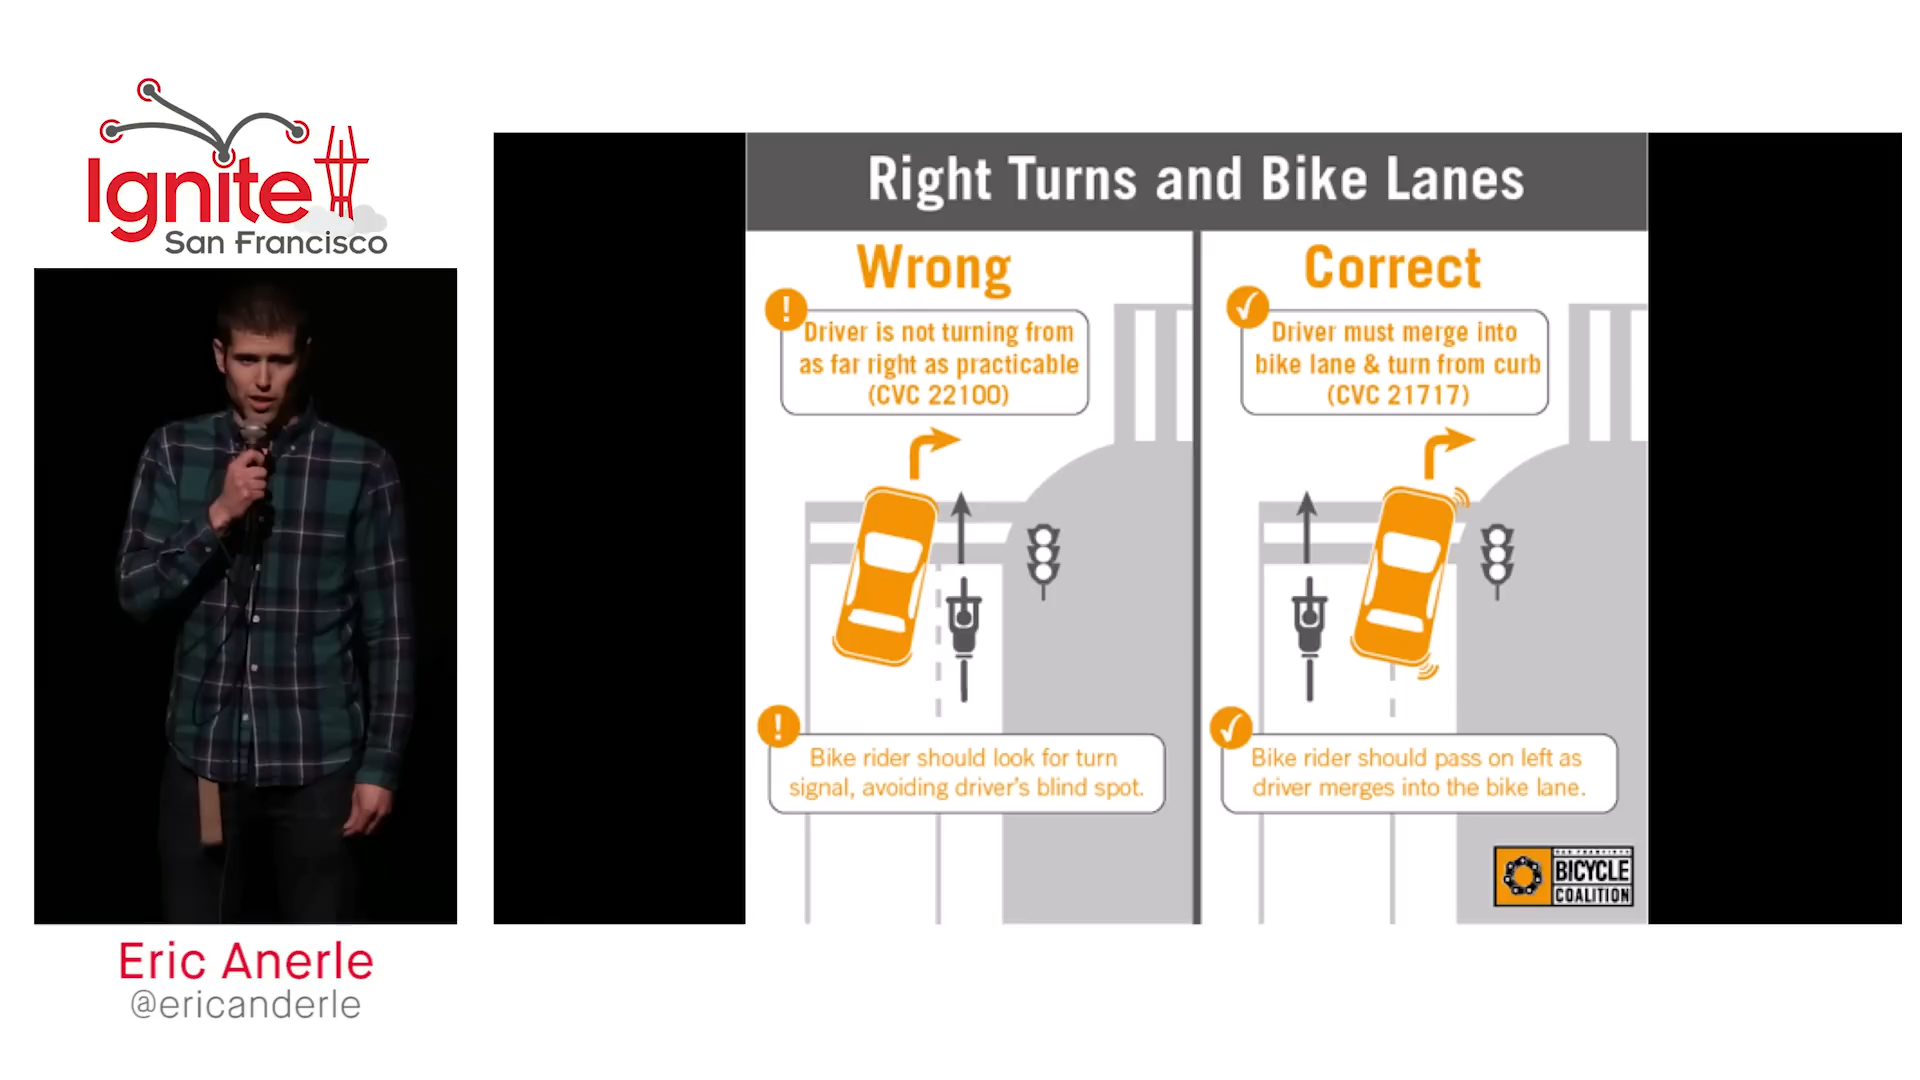 Ignite
San Francisco
Right Turns and Bike Lanes
Wrong
!
Driver is not turning from
as far right as practicable
(CVC 22100)
!
Bike rider should look for turn
signal, avoiding driver's blind spot.
Correct
Driver must merge into
bike lane & turn from curb
(CVC 21717)
Bike rider should pass on left as
driver merges into the bike lane.
SAN FRANCISCO
BICYCLE
COALITION
Eric Anerle
@ericanderle